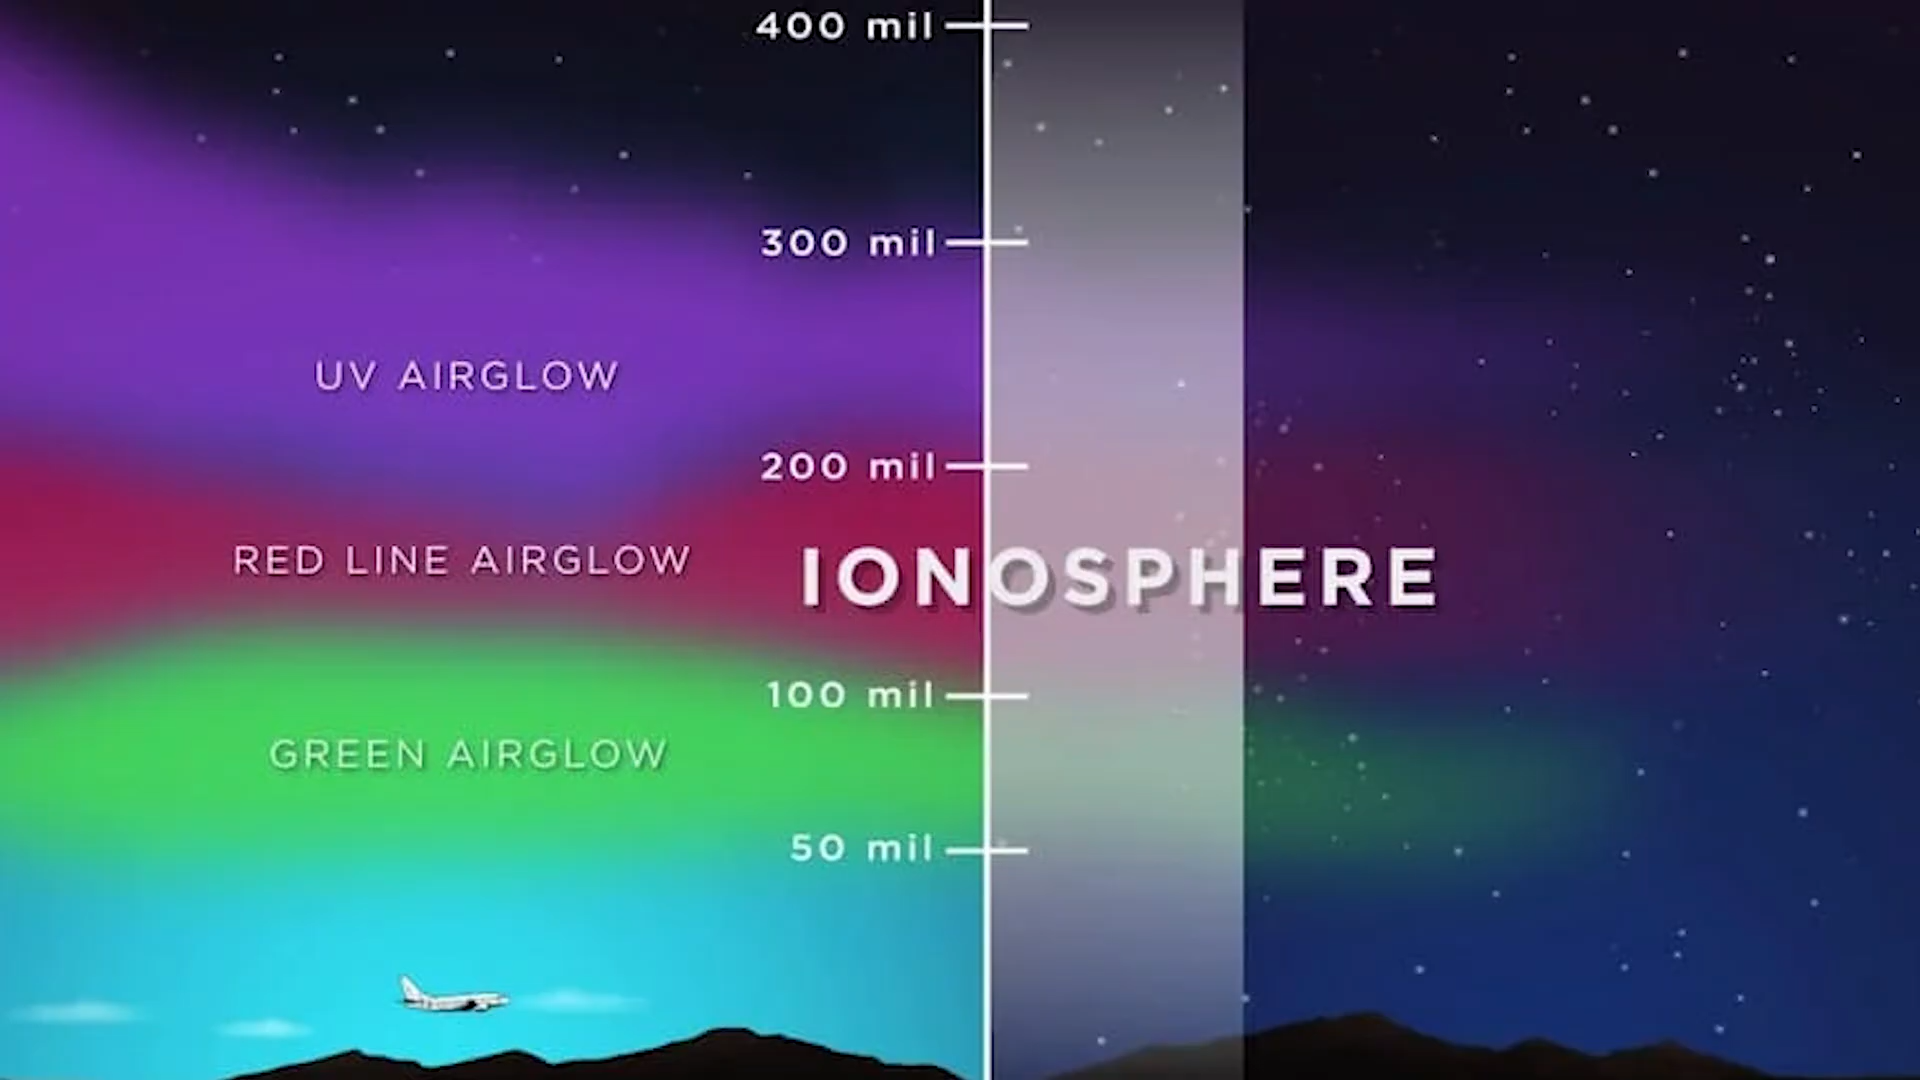 400 mil
300 mil
UV AIRGLOW
200 mil
RED LINE AIRGLOW
IONOSPHERE
100 mil
GREEN AIRGLOW
50 mil